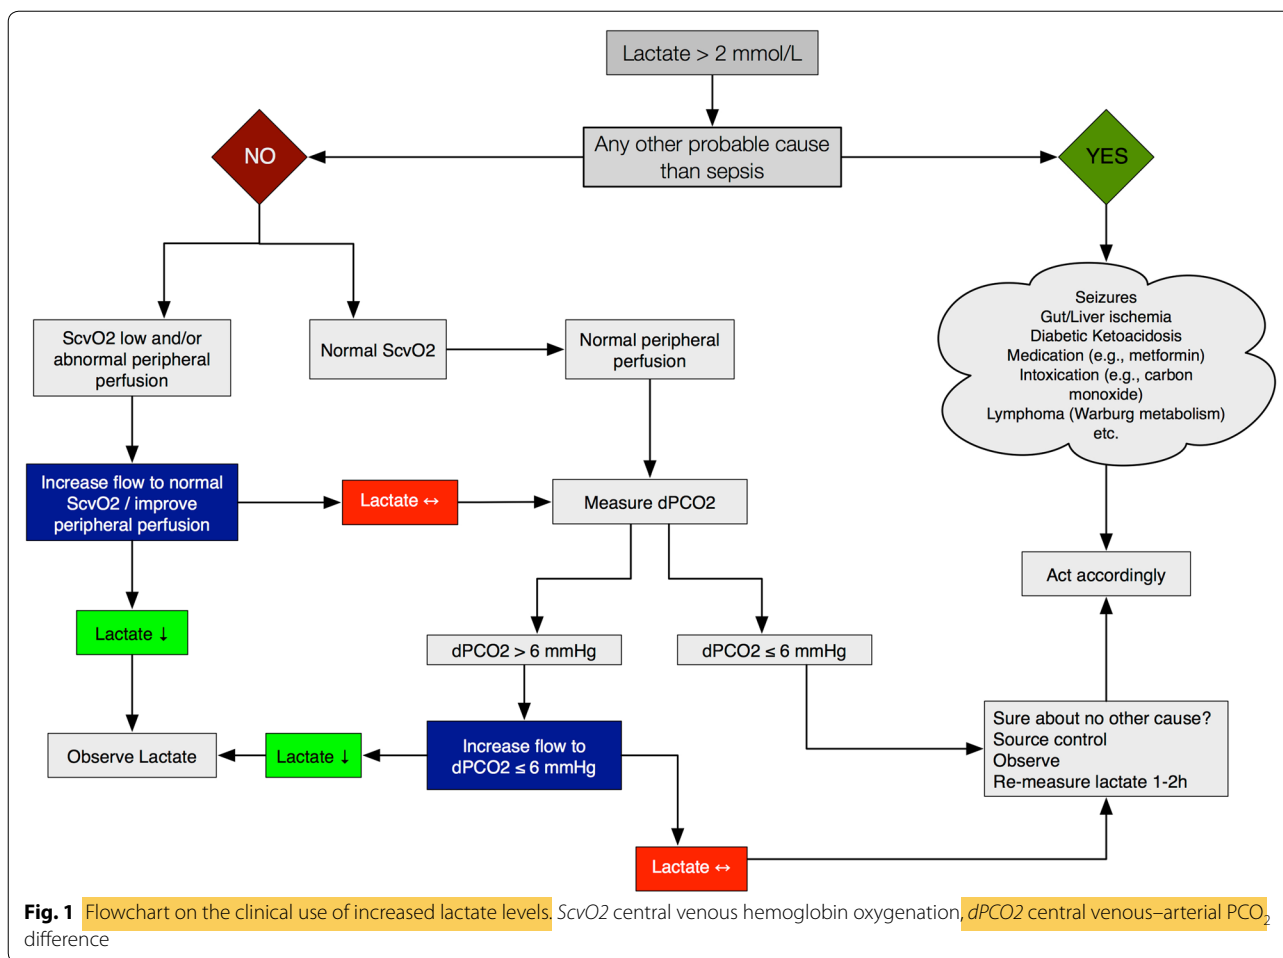 Lactate > 2 mmol/L
Any other probable cause
than sepsis
NO
YES
ScvO2 low and/or
abnormal peripheral
perfusion
Normal ScvO2
Normal peripheral
perfusion
Seizures
Gut/Liver ischemia
Diabetic Ketoacidosis
Medication (e.g., metformin)
Intoxication (e.g., carbon
monoxide)
Lymphoma (Warburg metabolism)
etc.
Increase flow to normal
ScvO2 / improve
peripheral perfusion
Lactate ↔
Measure dPCO2
Act accordingly
Lactate ↓
dPCO2 > 6 mmHg
dPCO2 ≤ 6 mmHg
Observe Lactate
Lactate ↓
Increase flow to
dPCO2 ≤ 6 mmHg
Sure about no other cause?
Source control
Observe
Re-measure lactate 1-2h
Lactate ↔
Fig. 1 Flowchart on the clinical use of increased lactate levels. ScvO2 central venous hemoglobin oxygenation, dPCO2 central venous–arterial PCO₂
difference